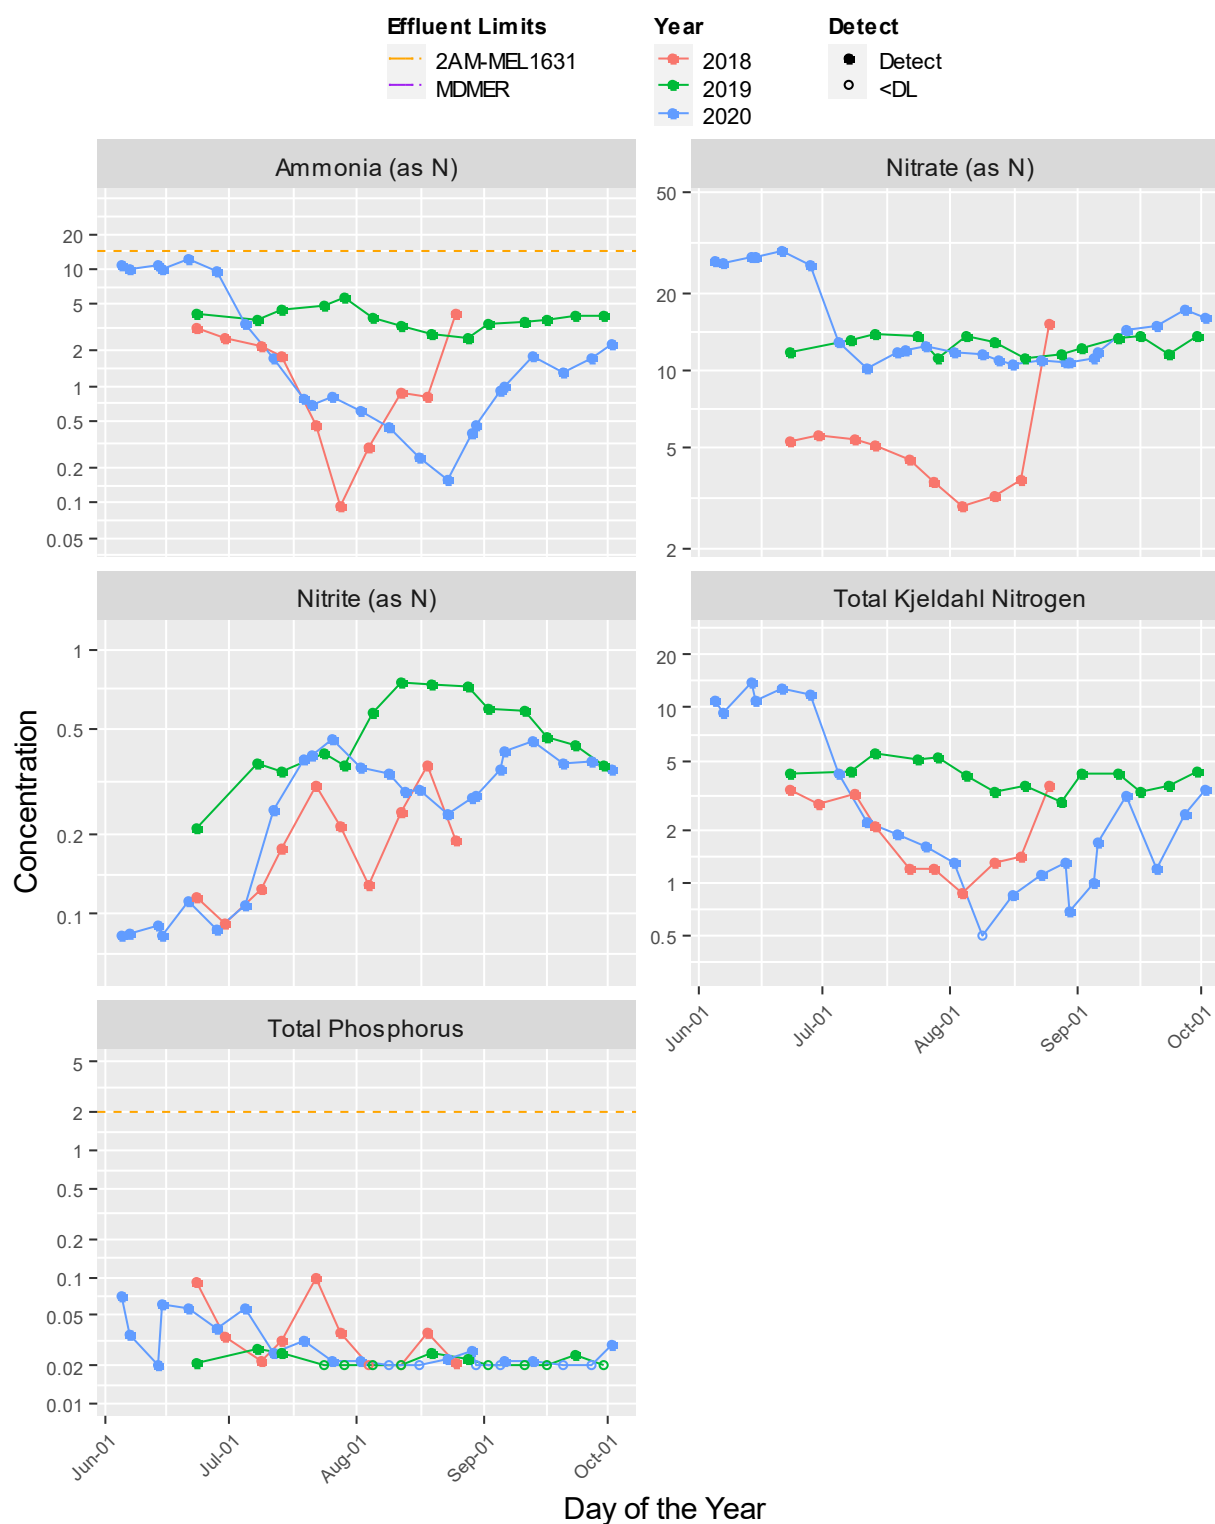 Effluent Limits
2AM-MEL1631
MDMER
Year
2018
2019
2020
Detect
Detect
<DL
Ammonia (as N)
20
10
5
2
1
0.5
0.2
0.1
0.05
Nitrate (as N)
50
20
10
5
2
Nitrite (as N)
1
0.5
0.2
0.1
Total Kjeldahl Nitrogen
20
10
5
2
1
0.5
Jun-01
Jul-01
Aug-01
Sep-01
Oct-01
Total Phosphorus
5
2
1
0.5
0.2
0.1
0.05
0.02
0.01
Jun-01
Jul-01
Aug-01
Sep-01
Oct-01
Concentration
Day of the Year